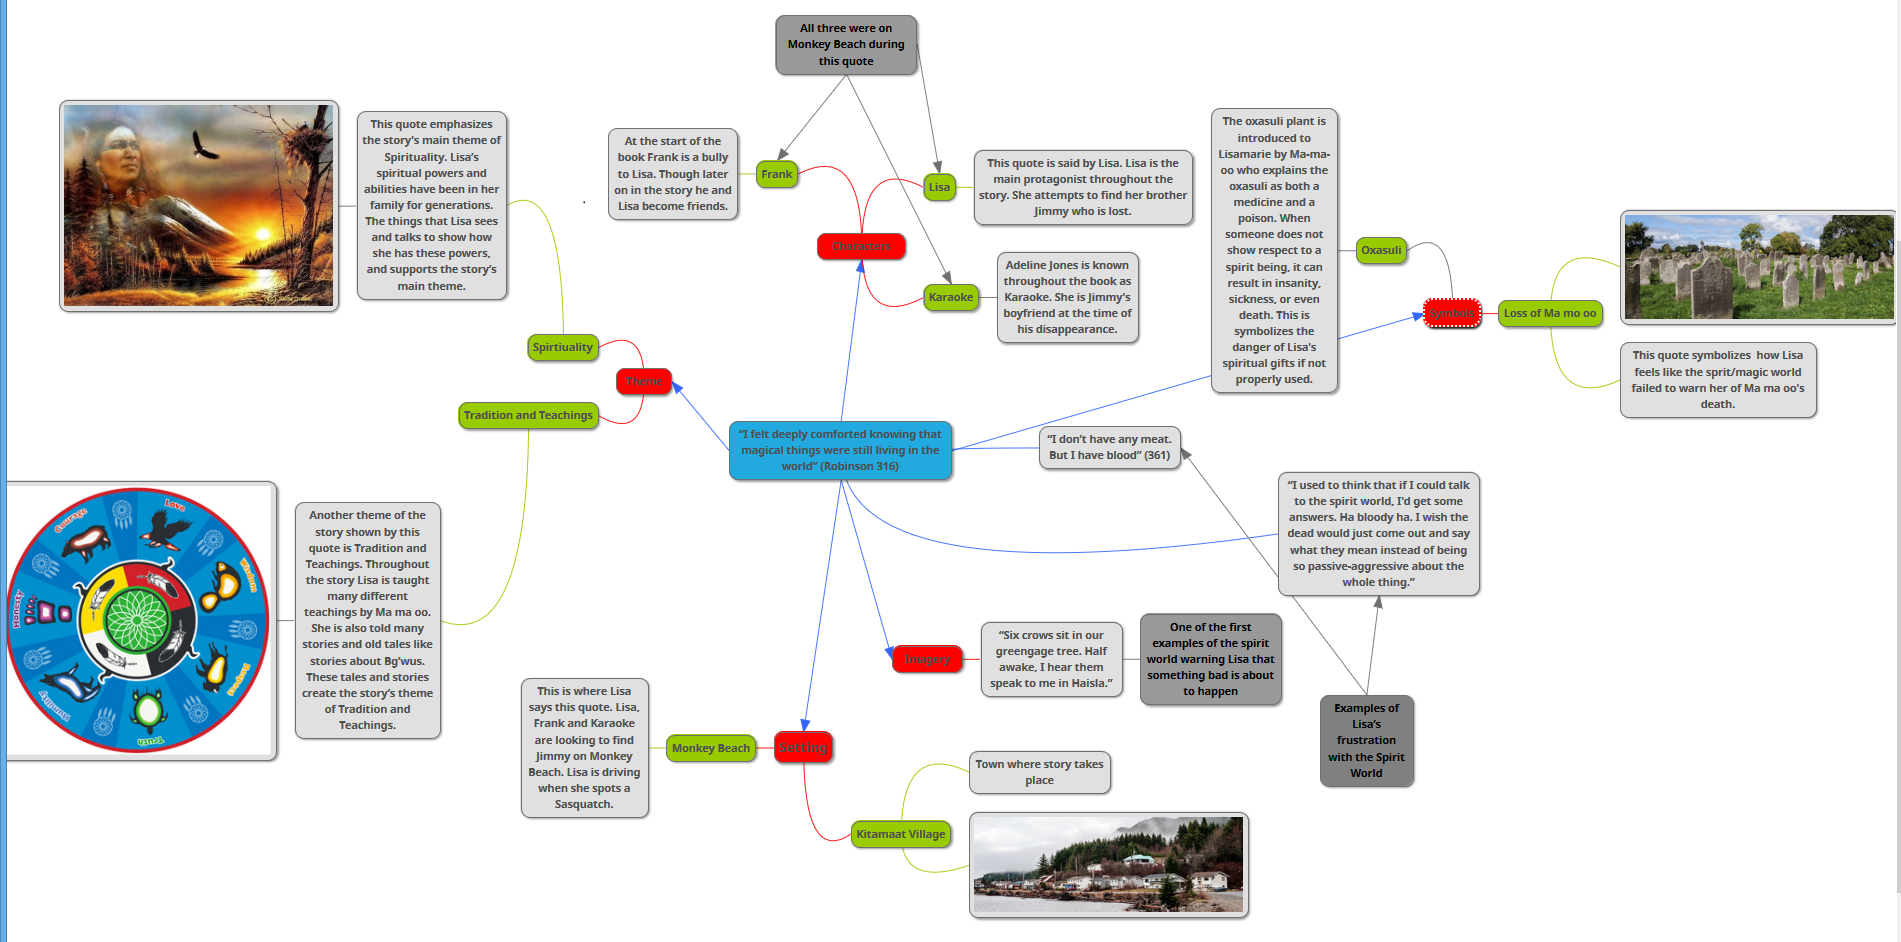 All three were on
Monkey Beach during
this quote
This quote emphasizes
the story's main theme of
Spirituality. Lisa's
spiritual powers and
abilities have been in her
family for generations.
The things that Lisa sees
and talks to show how
she has these powers,
and supports the story's
main theme.
At the start of the
book Frank is a bully
to Lisa. Though later
on in the story he and
Lisa become friends.
Frank
Lisa
This quote is said by Lisa. Lisa is the
main protagonist throughout the
story. She attempts to find her brother
Jimmy who is lost.
Characters
Karaoke
Adeline Jones is known
throughout the book as
Karaoke. She is Jimmy's
boyfriend at the time of
his disappearance.
The oxasuli plant is
introduced to
Lisamarie by Ma-ma-
oo who explains the
oxasuli as both a
medicine and a
poison. When
someone does not
show respect to a
spirit being, it can
result in insanity,
sickness, or even
death. This is
symbolizes the
danger of Lisa's
spiritual gifts if not
properly used.
Oxasuli
Symbols
Loss of Ma mo oo
This quote symbolizes how Lisa
feels like the sprit/magic world
failed to warn her of Ma ma oo's
death.
Spirtiuality
Theme
Tradition and Teachings
"I felt deeply comforted knowing that
magical things were still living in the
world" (Robinson 316)
"I don't have any meat.
But I have blood" (361)
"I used to think that if I could talk
to the spirit world, I'd get some
answers. Ha bloody ha. I wish the
dead would just come out and say
what they mean instead of being
so passive-aggressive about the
whole thing."
Another theme of the
story shown by this
quote is Tradition and
Teachings. Throughout
the story Lisa is taught
many different
teachings by Ma ma oo.
She is also told many
stories and old tales like
stories about Bg'wus.
These tales and stories
create the story's theme
of Tradition and
Teachings.
Courage
Love
Wisdom
Respect
Truth
Humility
Honesty
Imagery
"Six crows sit in our
greengage tree. Half
awake, I hear them
speak to me in Haisla."
One of the first
examples of the spirit
world warning Lisa that
something bad is about
to happen
Examples of
Lisa's
frustration
with the Spirit
World
This is where Lisa
says this quote. Lisa,
Frank and Karaoke
are looking to find
Jimmy on Monkey
Beach. Lisa is driving
when she spots a
Sasquatch.
Monkey Beach
Setting
Town where story takes
place
Kitamaat Village